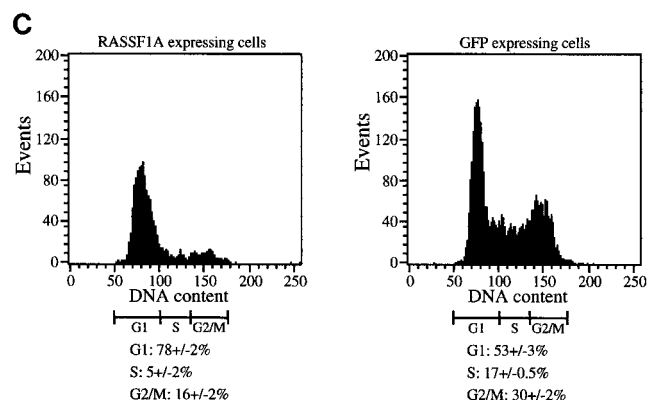 C
RASSF1A expressing cells
200
160
120
80
40
0
Events
0 50 100 150 200 250
DNA content
G1 S G2/M
G1: 78+/-2%
S: 5+/-2%
G2/M: 16+/-2%
GFP expressing cells
200
160
120
80
40
0
Events
0 50 100 150 200 250
DNA content
G1 S G2/M
G1: 53+/-3%
S: 17+/-0.5%
G2/M: 30+/-2%